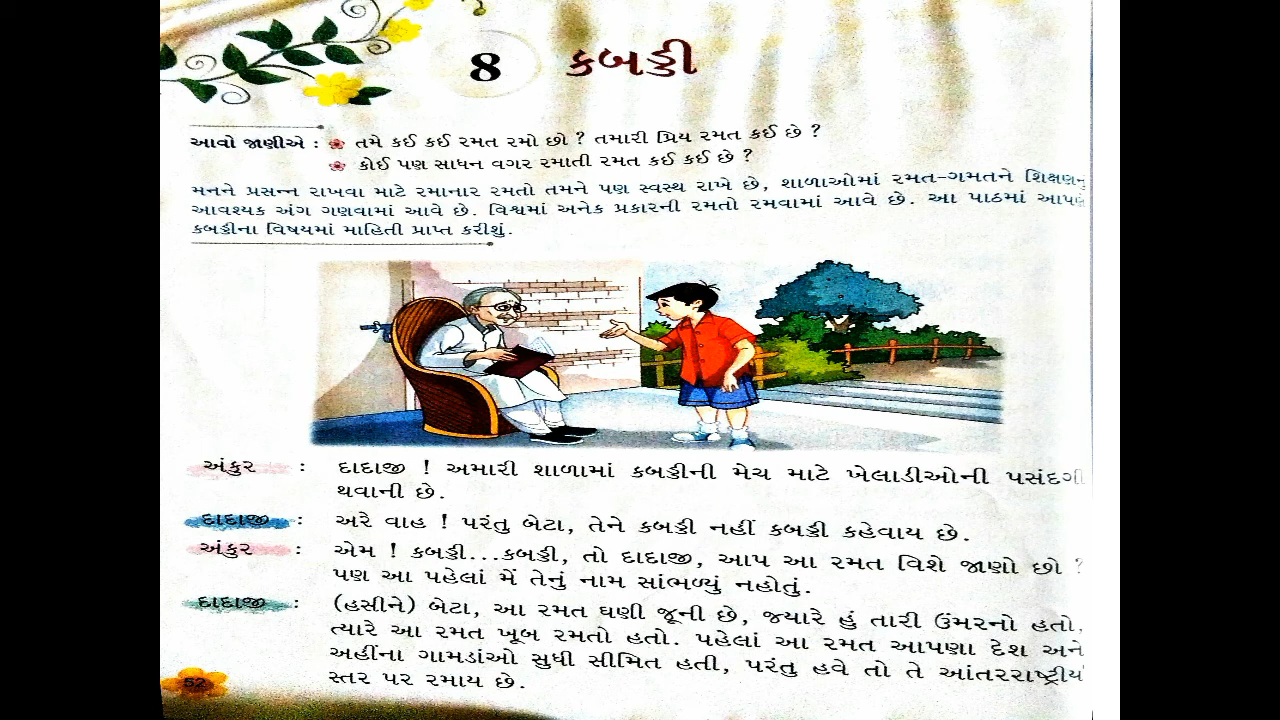 8 કબડ્ડી
આવો જાણીએ : તમે કઈ કઈ રમત રમો છો ? તમારી પ્રિય રમત કઈ છે ?
કોઈ પણ સાધન વગર રમાતી રમત કઈ કઈ છે ?
મનને પ્રસન્ન રાખવા માટે રમાનાર રમતો તમને પણ સ્વસ્થ રાખે છે, શાળાઓમાં રમત-ગમતને શિક્ષણનું
આવશ્યક અંગ ગણવામાં આવે છે. વિશ્વમાં અનેક પ્રકારની રમતો રમવામાં આવે છે. આ પાઠમાં આપણે
કબડ્ડીના વિષયમાં માહિતી પ્રાપ્ત કરીશું.
અંકુર : દાદાજી ! અમારી શાળામાં કબડ્ડીની મેચ માટે ખેલાડીઓની પસંદગી
થવાની છે.
દાદાજી : અરે વાહ ! પરંતુ બેટા, તેને કબડ્ડી નહીં કબડ્ડી કહેવાય છે.
અંકુર : એમ ! કબડ્ડી...કબડ્ડી, તો દાદાજી, આપ આ રમત વિશે જાણો છો ?
પણ આ પહેલાં મેં તેનું નામ સાંભળ્યું નહોતું.
દાદાજી : (હસીને) બેટા, આ રમત ઘણી જૂની છે, જ્યારે હું તારી ઉંમરનો હતો,
ત્યારે આ રમત ખૂબ રમતો હતો. પહેલાં આ રમત આપણા દેશ અને
અહીંના ગામડાંઓ સુધી સીમિત હતી, પરંતુ હવે તો તે આંતરરાષ્ટ્રીય
સ્તર પર રમાય છે.
52